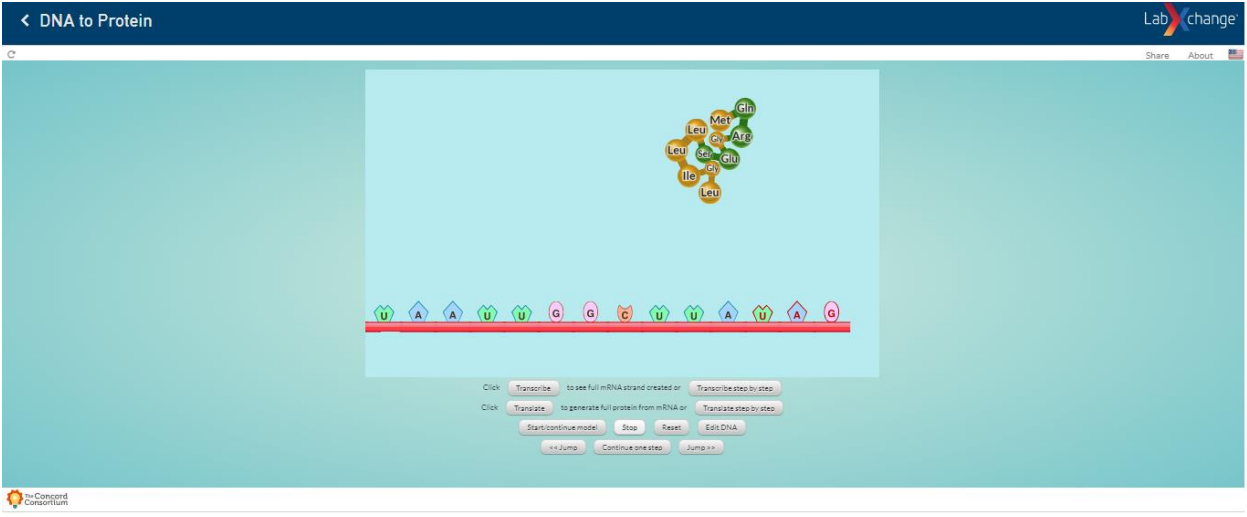 DNA to Protein
LabXchange
Share About
Gln
Met
Leu Gly Arg
Leu Ser Glu
Ile Gly
Leu
U A A U U G G C U U A U A G
Click Transcribe to see full mRNA strand created or Transcribe step by step
Click Translate to generate full protein from mRNA or Translate step by step
Start/continue model Stop Reset Edit DNA
<< Jump Continue one step Jump >>
The Concord
Consortium